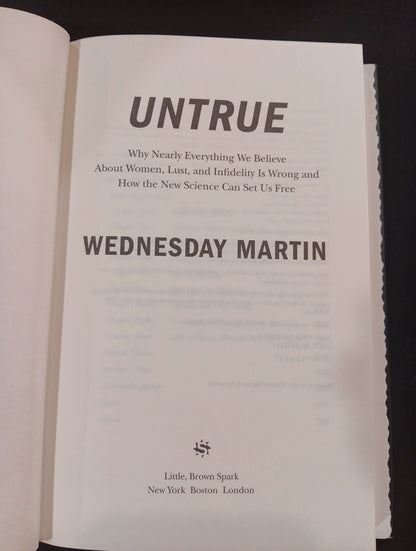 UNTRUE
Why Nearly Everything We Believe
About Women, Lust, and Infidelity Is Wrong and
How the New Science Can Set Us Free
WEDNESDAY MARTIN
Little, Brown Spark
New York Boston London